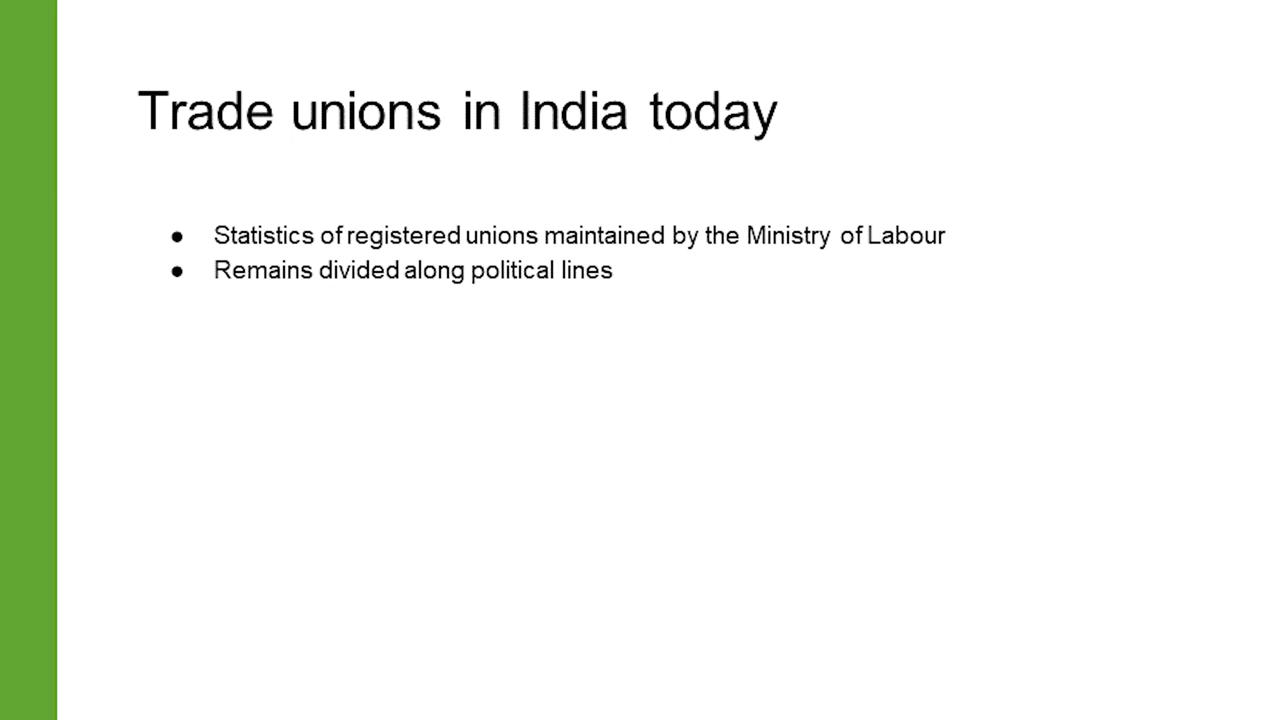 Trade unions in India today
● Statistics of registered unions maintained by the Ministry of Labour
● Remains divided along political lines